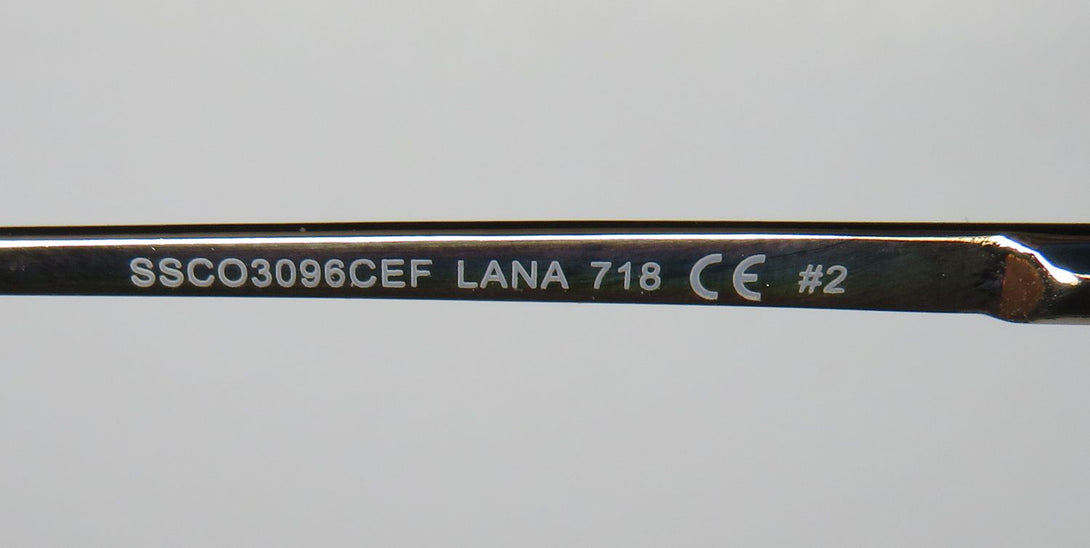 SSCO3096CEF LANA 718 CE #2